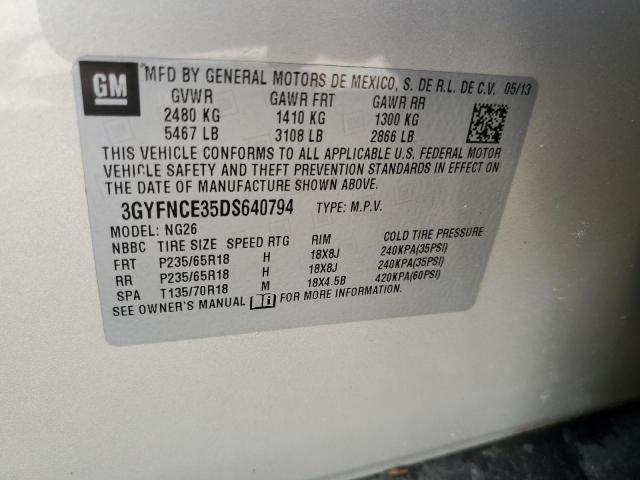 GM
MFD BY GENERAL MOTORS DE MEXICO, S. DE R.L. DE C.V. 05/13
GVWR GAWR FRT GAWR RR
2480 KG 1410 KG 1300 KG
5467 LB 3108 LB 2866 LB
THIS VEHICLE CONFORMS TO ALL APPLICABLE U.S. FEDERAL MOTOR
VEHICLE SAFETY AND THEFT PREVENTION STANDARDS IN EFFECT ON
THE DATE OF MANUFACTURE SHOWN ABOVE.
3GYFNCE35DS640794 TYPE: M.P.V.
MODEL: NG26
NBBC TIRE SIZE SPEED RTG RIM COLD TIRE PRESSURE
FRT P235/65R18 H 18X8J 240KPA(35PSI)
RR P235/65R18 H 18X8J 240KPA(35PSI)
SPA T135/70R18 M 18X4.5B 420KPA(60PSI)
SEE OWNER'S MANUAL i FOR MORE INFORMATION.